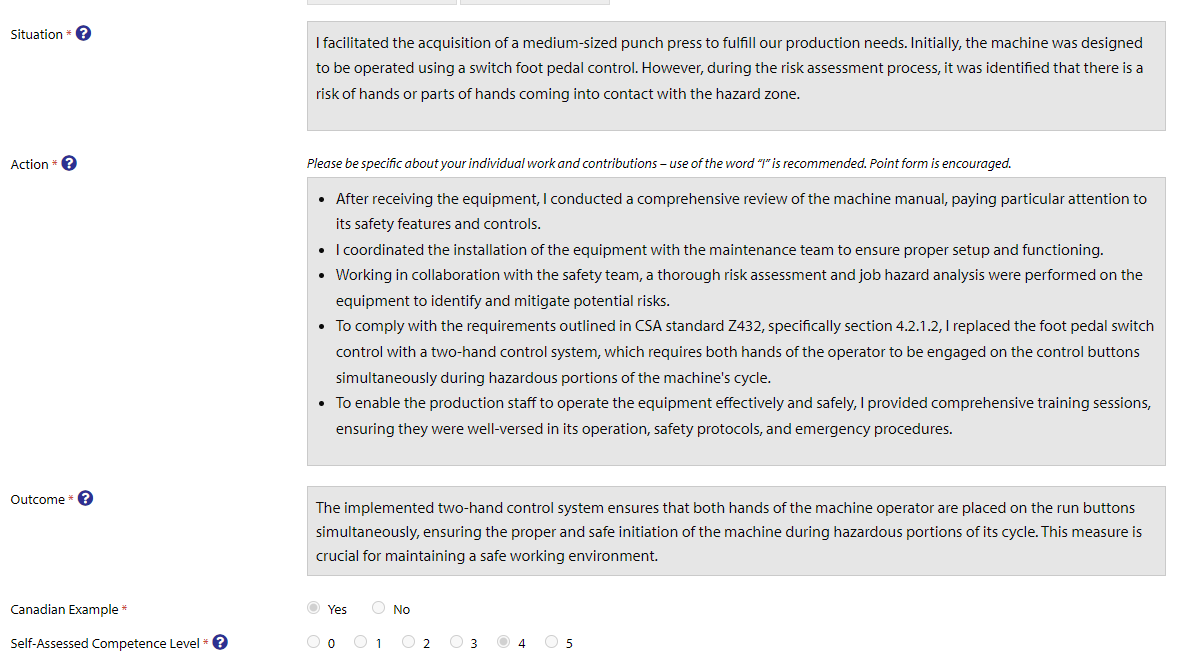 Situation * ?
I facilitated the acquisition of a medium-sized punch press to fulfill our production needs. Initially, the machine was designed
to be operated using a switch foot pedal control. However, during the risk assessment process, it was identified that there is a
risk of hands or parts of hands coming into contact with the hazard zone.
Action * ?
Please be specific about your individual work and contributions – use of the word “I” is recommended. Point form is encouraged.
• After receiving the equipment, I conducted a comprehensive review of the machine manual, paying particular attention to
its safety features and controls.
• I coordinated the installation of the equipment with the maintenance team to ensure proper setup and functioning.
• Working in collaboration with the safety team, a thorough risk assessment and job hazard analysis were performed on the
equipment to identify and mitigate potential risks.
• To comply with the requirements outlined in CSA standard Z432, specifically section 4.2.1.2, I replaced the foot pedal switch
control with a two-hand control system, which requires both hands of the operator to be engaged on the control buttons
simultaneously during hazardous portions of the machine's cycle.
• To enable the production staff to operate the equipment effectively and safely, I provided comprehensive training sessions,
ensuring they were well-versed in its operation, safety protocols, and emergency procedures.
Outcome * ?
The implemented two-hand control system ensures that both hands of the machine operator are placed on the run buttons
simultaneously, ensuring the proper and safe initiation of the machine during hazardous portions of its cycle. This measure is
crucial for maintaining a safe working environment.
Canadian Example * Yes No
Self-Assessed Competence Level * ? 0 1 2 3 4 5